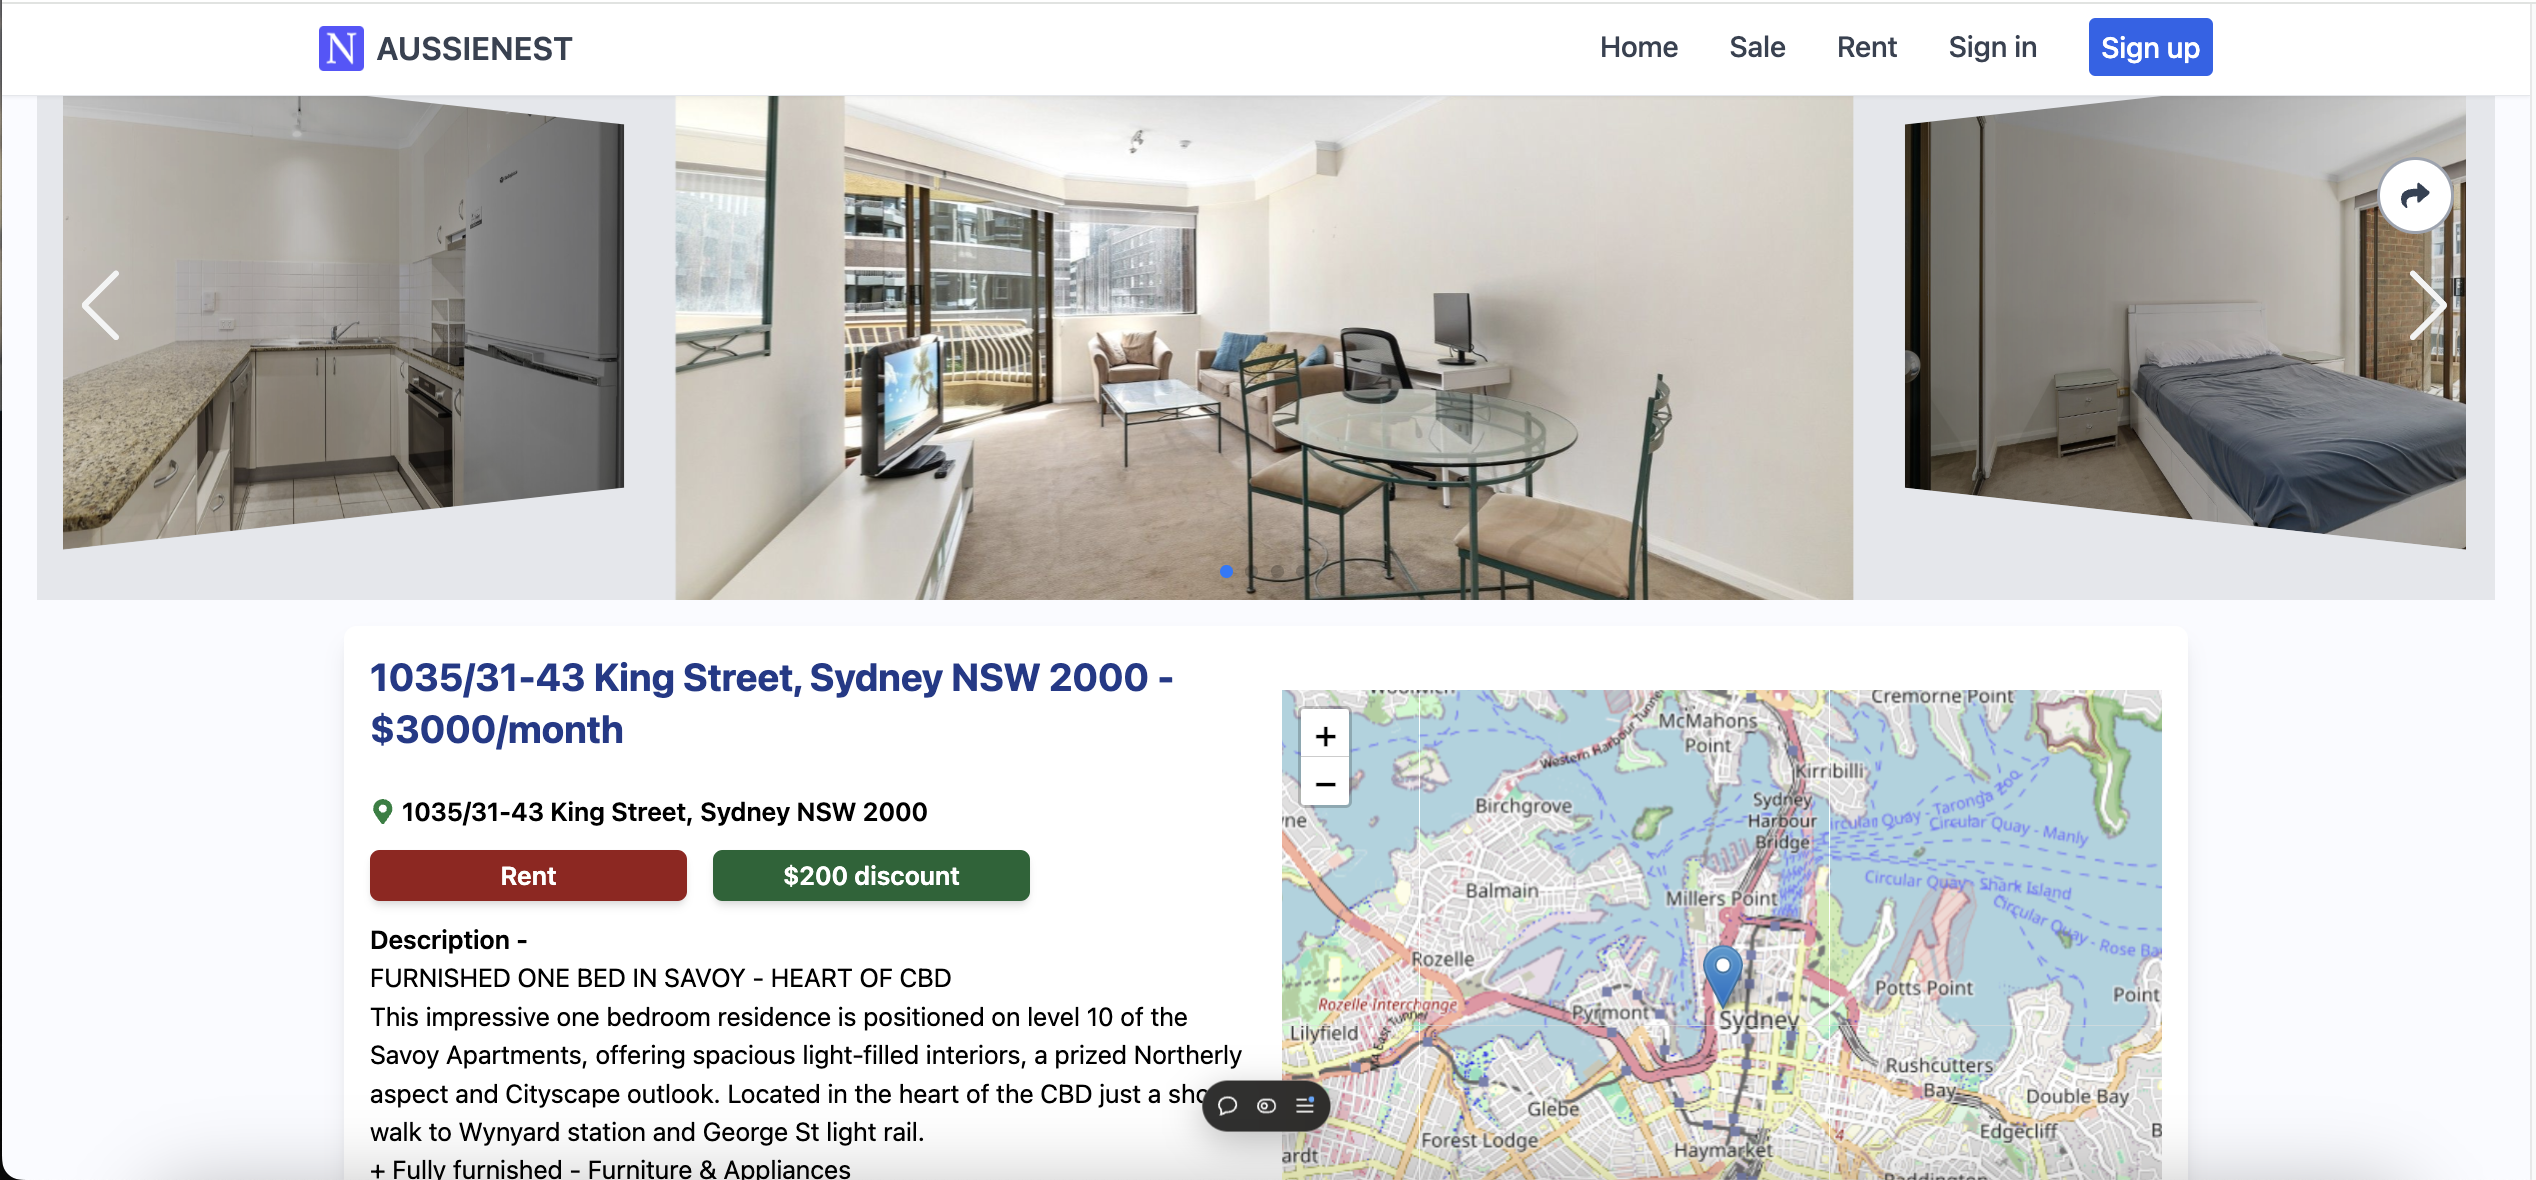 N AUSSIENEST
Home Sale Rent Sign in Sign up
1035/31-43 King Street, Sydney NSW 2000 -
$3000/month
1035/31-43 King Street, Sydney NSW 2000
Rent
$200 discount
Description -
FURNISHED ONE BED IN SAVOY - HEART OF CBD
This impressive one bedroom residence is positioned on level 10 of the
Savoy Apartments, offering spacious light-filled interiors, a prized Northerly
aspect and Cityscape outlook. Located in the heart of the CBD just a sho
walk to Wynyard station and George St light rail.
+ Fully furnished - Furniture & Appliances
+
−
Woolwich
Cremorne Point
McMahons
Point
Western Harbour Tunnel
Kirribilli
Birchgrove
Sydney
Harbour
Bridge
Circular Quay - Taronga Zoo
Circular Quay - Manly
Balmain
Millers Point
Circular Quay - Shark Island
Circular Quay - Rose Ba
Rozelle
Rozelle Interchange
Potts Point
Point
Pyrmont
Sydney
Lilyfield
M4 East Tunnel
Rushcutters
Bay
Double Bay
Glebe
Edgecliff
Forest Lodge
Haymarket
4
Paddington